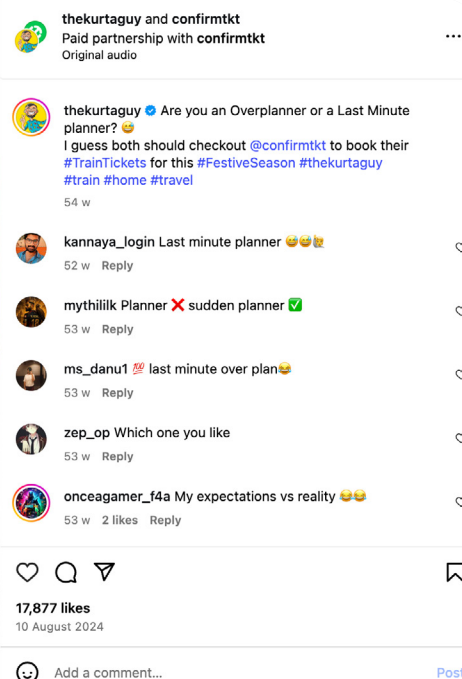 thekurtaguy and confirmtkt
Paid partnership with confirmtkt
Original audio
thekurtaguy Are you an Overplanner or a Last Minute
planner? 😅
I guess both should checkout @confirmtkt to book their
#TrainTickets for this #FestiveSeason #thekurtaguy
#train #home #travel
54 w
kannaya_login Last minute planner 😅😅🙋
52 w Reply
mythililk Planner ❌ sudden planner ✅
53 w Reply
ms_danu1 💯 last minute over plan😂
53 w Reply
zep_op Which one you like
53 w Reply
onceagamer_f4a My expectations vs reality 😂😂
53 w 2 likes Reply
17,877 likes
10 August 2024
Add a comment...
Post